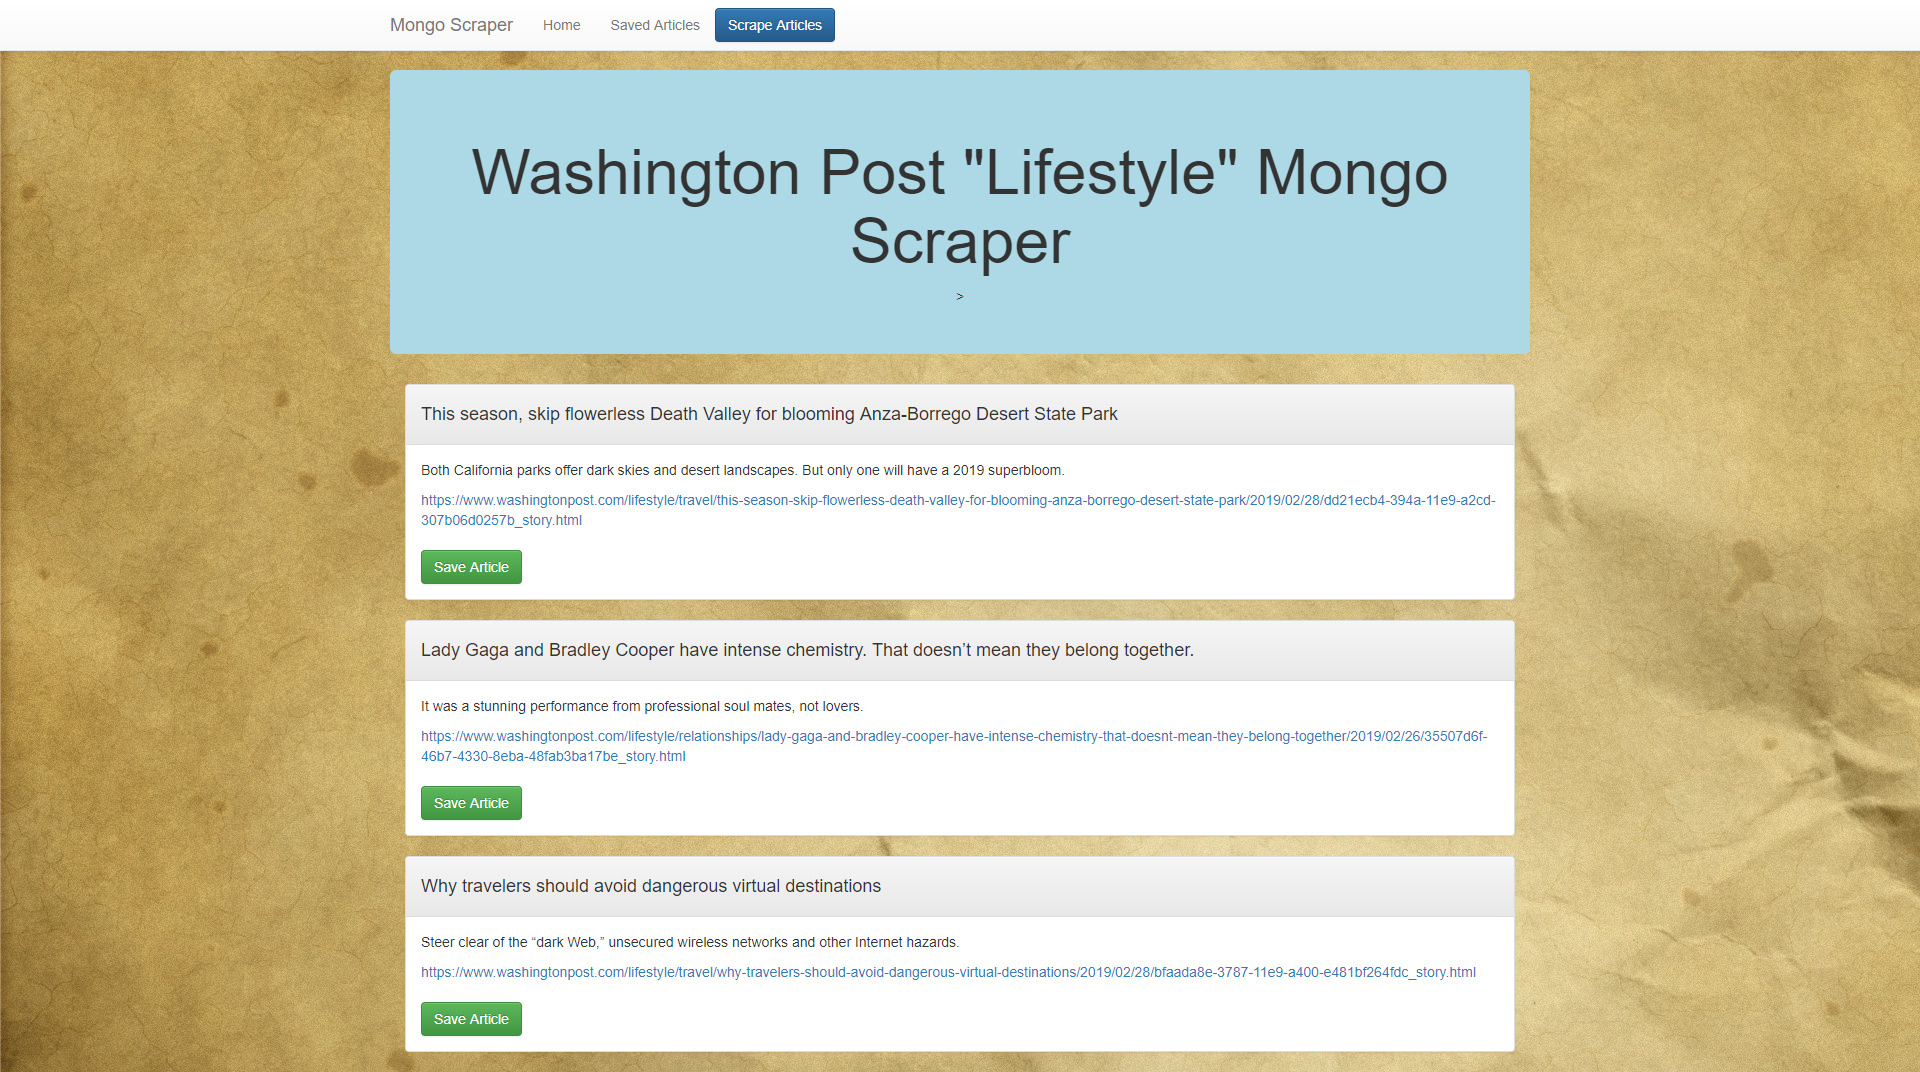 Mongo Scraper Home Saved Articles Scrape Articles
Washington Post "Lifestyle" Mongo
Scraper
>
This season, skip flowerless Death Valley for blooming Anza-Borrego Desert State Park
Both California parks offer dark skies and desert landscapes. But only one will have a 2019 superbloom.
https://www.washingtonpost.com/lifestyle/travel/this-season-skip-flowerless-death-valley-for-blooming-anza-borrego-desert-state-park/2019/02/28/dd21ecb4-394a-11e9-a2cd-
307b06d0257b_story.html
Save Article
Lady Gaga and Bradley Cooper have intense chemistry. That doesn’t mean they belong together.
It was a stunning performance from professional soul mates, not lovers.
https://www.washingtonpost.com/lifestyle/relationships/lady-gaga-and-bradley-cooper-have-intense-chemistry-that-doesnt-mean-they-belong-together/2019/02/26/35507d6f-
46b7-4330-8eba-48fab3ba17be_story.html
Save Article
Why travelers should avoid dangerous virtual destinations
Steer clear of the “dark Web,” unsecured wireless networks and other Internet hazards.
https://www.washingtonpost.com/lifestyle/travel/why-travelers-should-avoid-dangerous-virtual-destinations/2019/02/28/bfaada8e-3787-11e9-a400-e481bf264fdc_story.html
Save Article